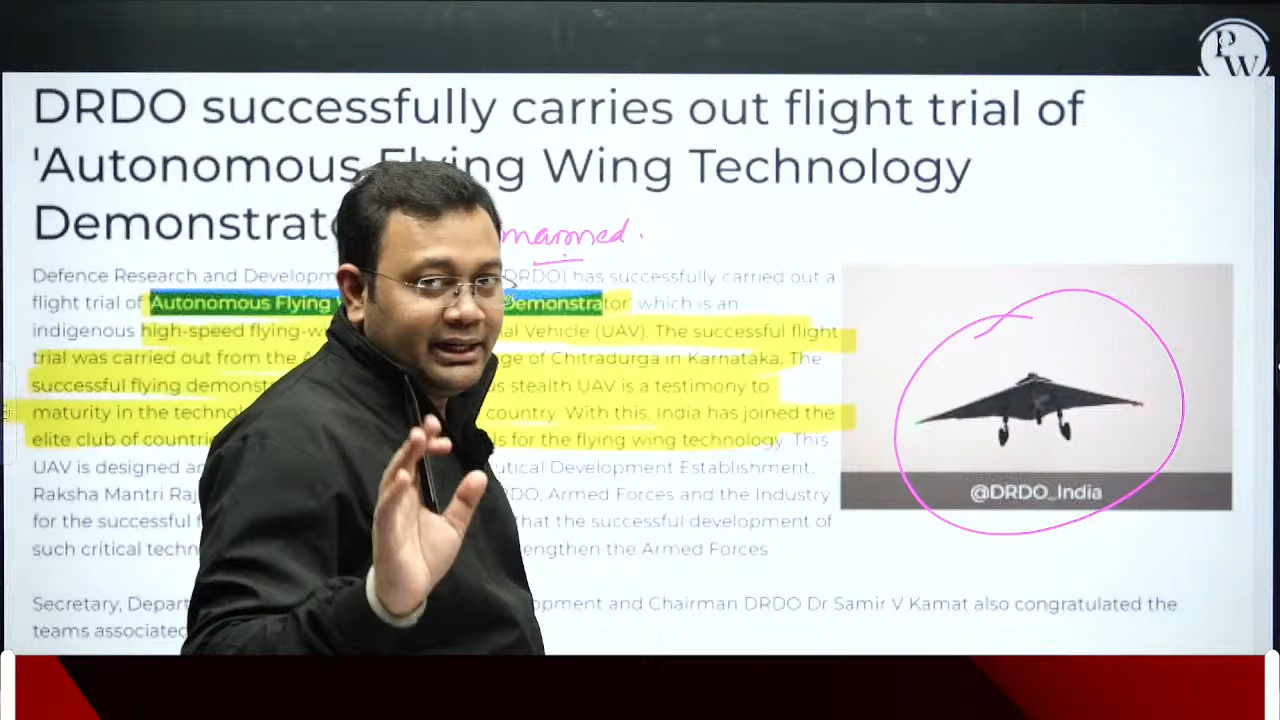 PW
DRDO successfully carries out flight trial of
'Autonomous Flying Wing Technology
Demonstrat
manned.
Defence Research and Developm DRDO) has successfully carried out a
flight trial of Autonomous Flying Demonstrator' which is an
indigenous high-speed flying-w al Vehicle (UAV). The successful flight
trial was carried out from the A ge of Chitradurga in Karnataka. The
successful flying demonst s stealth UAV is a testimony to
maturity in the technol country. With this, India has joined the
elite club of countri ls for the flying wing technology. This
UAV is designed an utical Development Establishment.
Raksha Mantri Raj DO, Armed Forces and the Industry
for the successful f that the successful development of
such critical techn engthen the Armed Forces
@DRDO_India
Secretary, Depart opment and Chairman DRDO Dr Samir V Kamat also congratulated the
teams associated